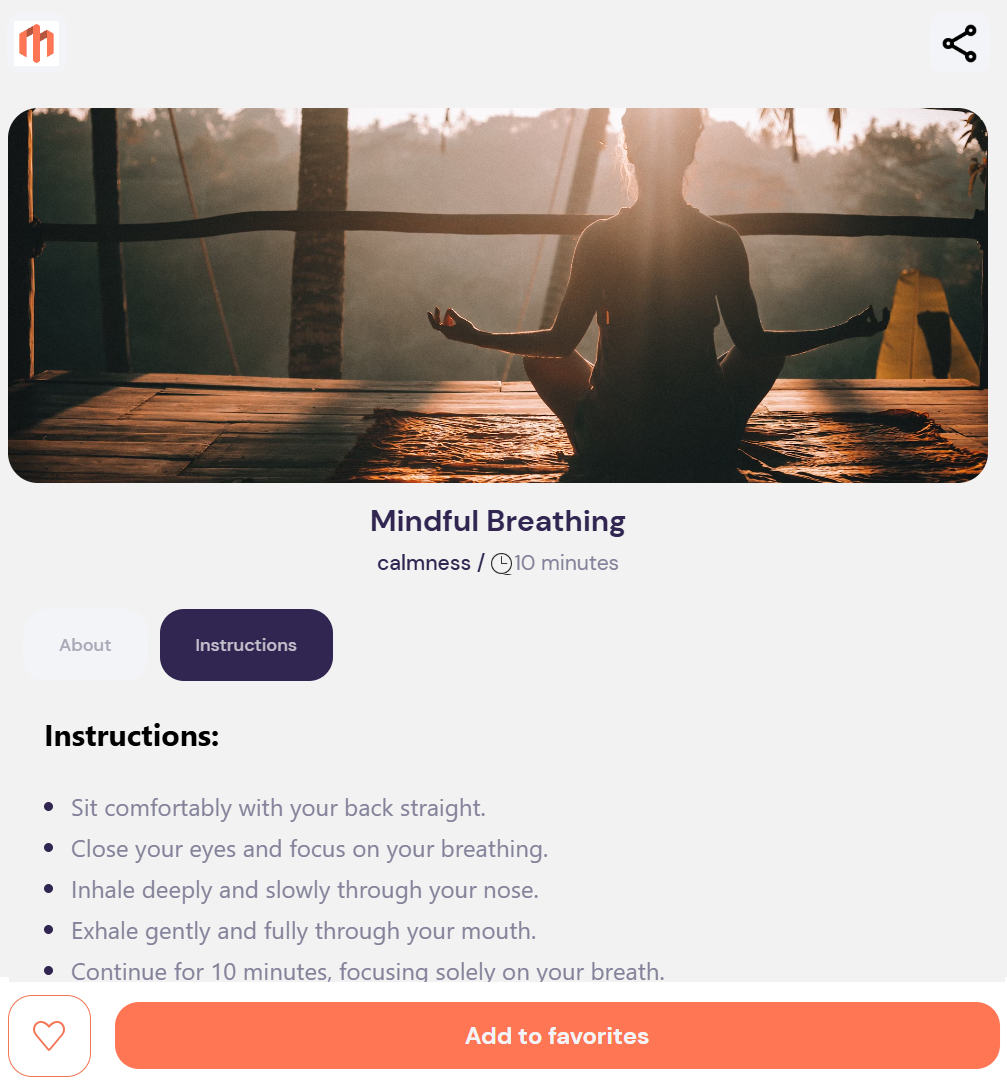 Mindful Breathing
calmness / 10 minutes
About
Instructions
Instructions:
Sit comfortably with your back straight.
Close your eyes and focus on your breathing.
Inhale deeply and slowly through your nose.
Exhale gently and fully through your mouth.
Continue for 10 minutes, focusing solely on your breath.
Add to favorites